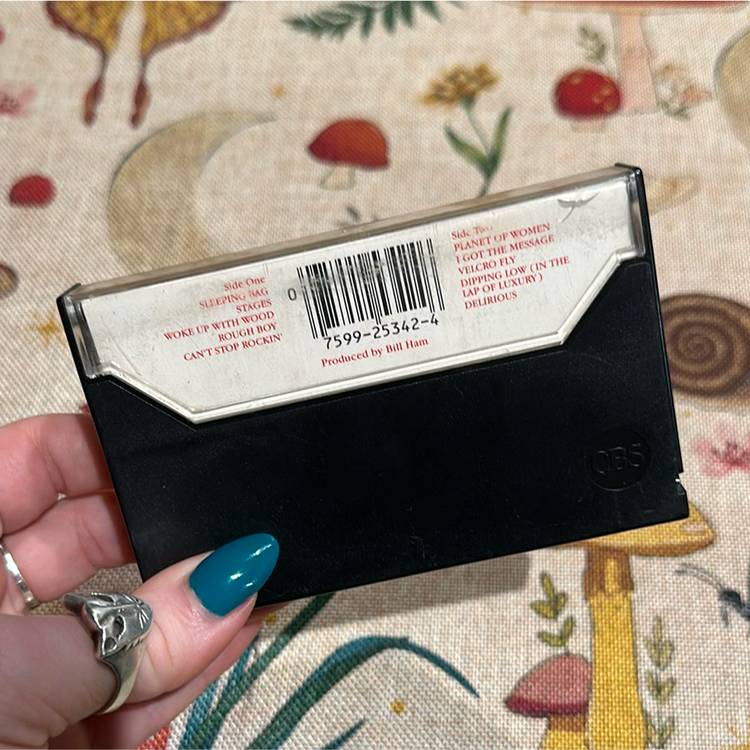 Side One
SLEEPING BAG
STAGES
WOKE UP WITH WOOD
ROUGH BOY
CAN'T STOP ROCKIN'
0
7599-25342-4
Produced by Bill Ham
Side Two
PLANET OF WOMEN
I GOT THE MESSAGE
VELCRO FLY
DIPPING LOW (IN THE
LAP OF LUXURY)
DELIRIOUS
CBS